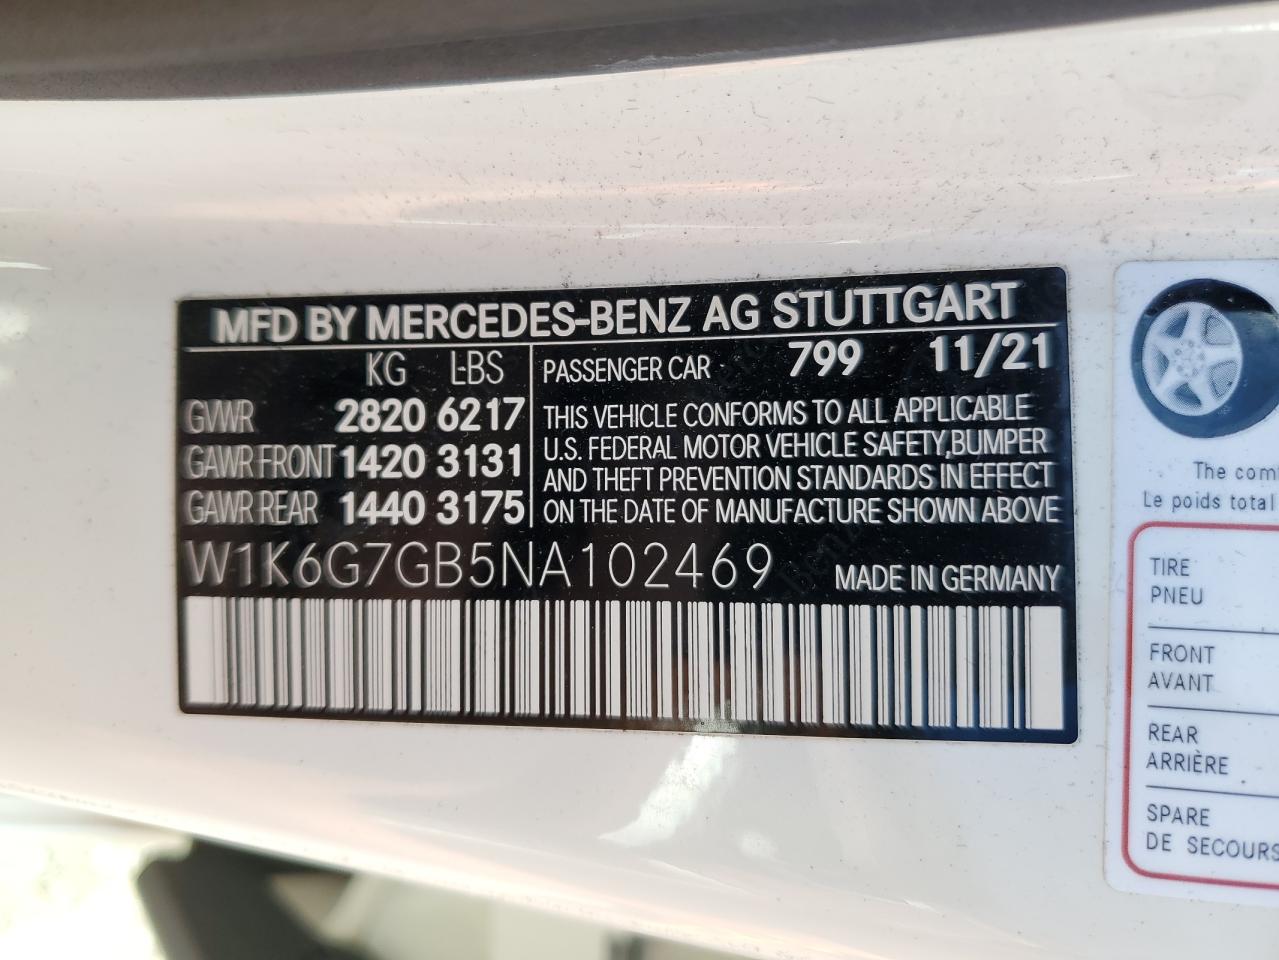 MFD BY MERCEDES-BENZ AG STUTTGART
KG LBS
GVWR 2820 6217
GAWR FRONT 1420 3131
GAWR REAR 1440 3175
PASSENGER CAR 799 11/21
THIS VEHICLE CONFORMS TO ALL APPLICABLE
U.S. FEDERAL MOTOR VEHICLE SAFETY,BUMPER
AND THEFT PREVENTION STANDARDS IN EFFECT
ON THE DATE OF MANUFACTURE SHOWN ABOVE
W1K6G7GB5NA102469 MADE IN GERMANY
The com
Le poids total
TIRE
PNEU
FRONT
AVANT
REAR
ARRIÈRE
SPARE
DE SECOURS